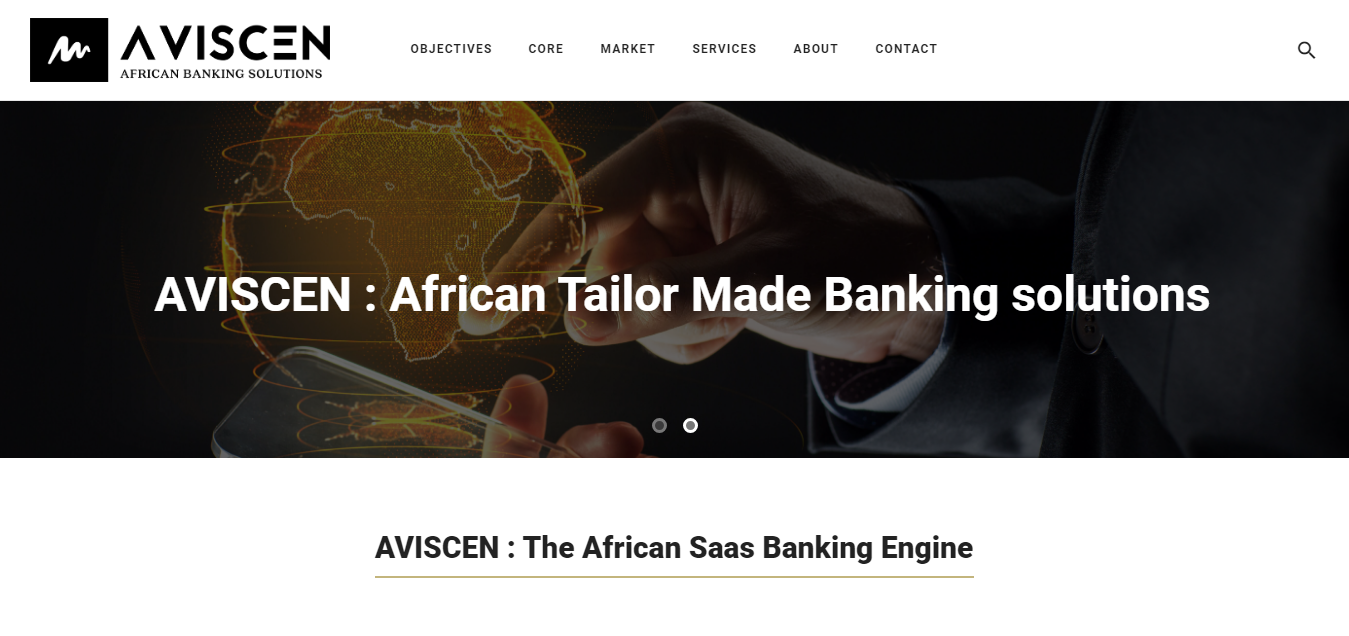 AVISCEN
AFRICAN BANKING SOLUTIONS
OBJECTIVES CORE MARKET SERVICES ABOUT CONTACT
AVISCEN : African Tailor Made Banking solutions
AVISCEN : The African Saas Banking Engine